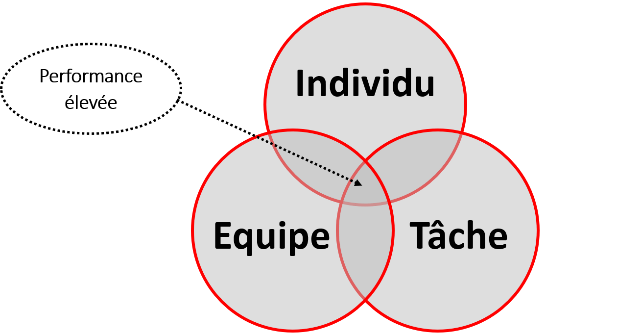 Performance
élevée
Individu
Equipe
Tâche